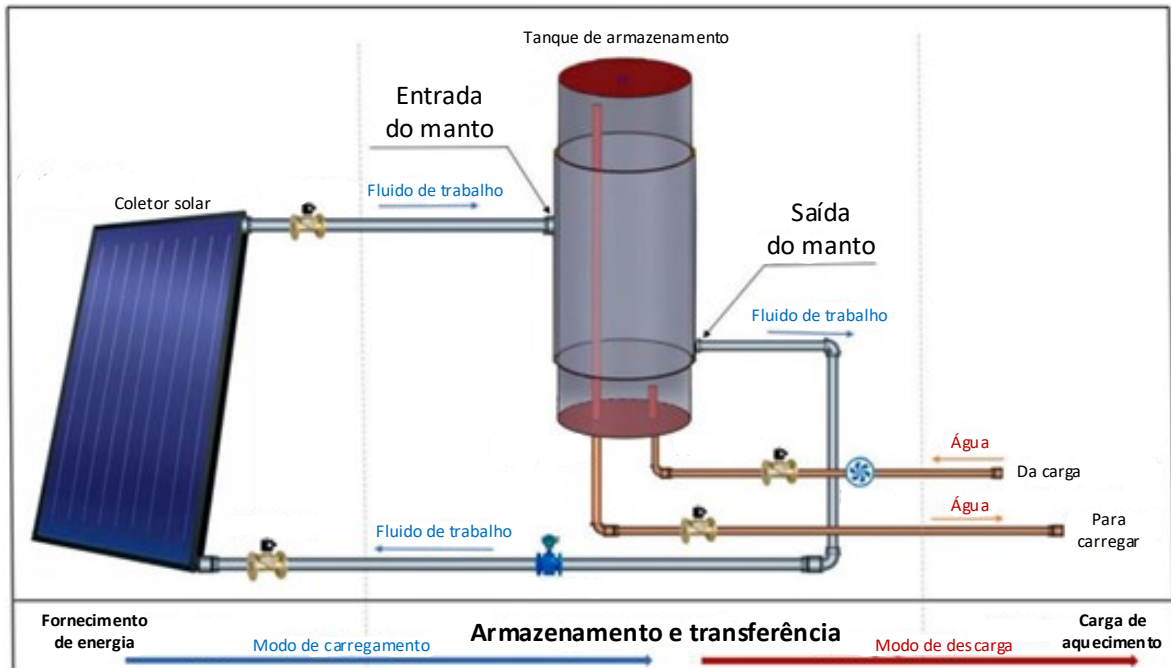 Tanque de armazenamento
Entrada
do manto
Fluido de trabalho
Coletor solar
Saída
do manto
Fluido de trabalho
Água
Da carga
Água
Para
carregar
Fluido de trabalho
Fornecimento
de energia
Modo de carregamento
Armazenamento e transferência
Modo de descarga
Carga de
aquecimento